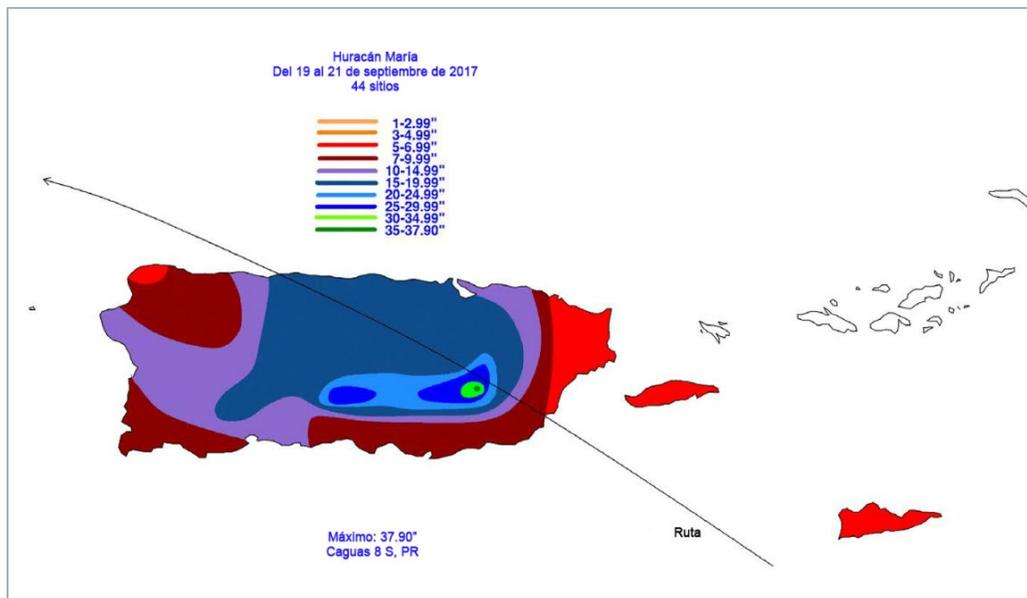 Huracán María
Del 19 al 21 de septiembre de 2017
44 sitios
1-2.99"
3-4.99"
5-6.99"
7-9.99"
10-14.99"
15-19.99"
20-24.99"
25-29.99"
30-34.99"
35-37.90"
Ruta
Máximo: 37.90"
Caguas 8 S, PR